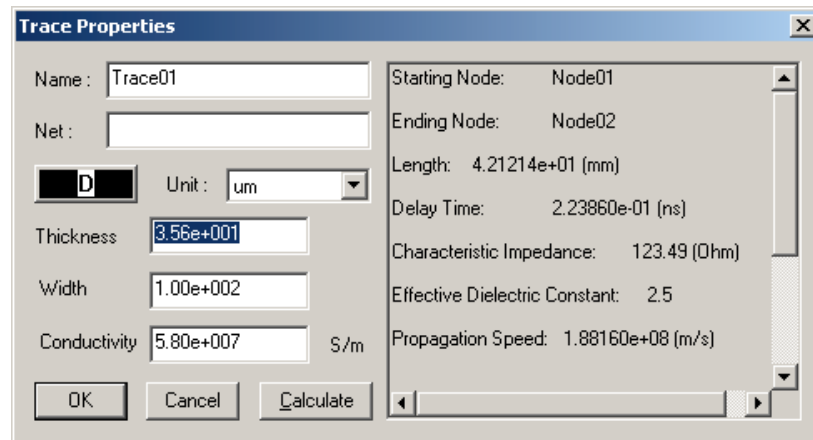 Trace Properties
Name : Trace01
Net :
D Unit : um
Thickness 3.56e+001
Width 1.00e+002
Conductivity 5.80e+007 S/m
OK Cancel Calculate
Starting Node: Node01
Ending Node: Node02
Length: 4.21214e+01 (mm)
Delay Time: 2.23860e-01 (ns)
Characteristic Impedance: 123.49 (Ohm)
Effective Dielectric Constant: 2.5
Propagation Speed: 1.88160e+08 (m/s)